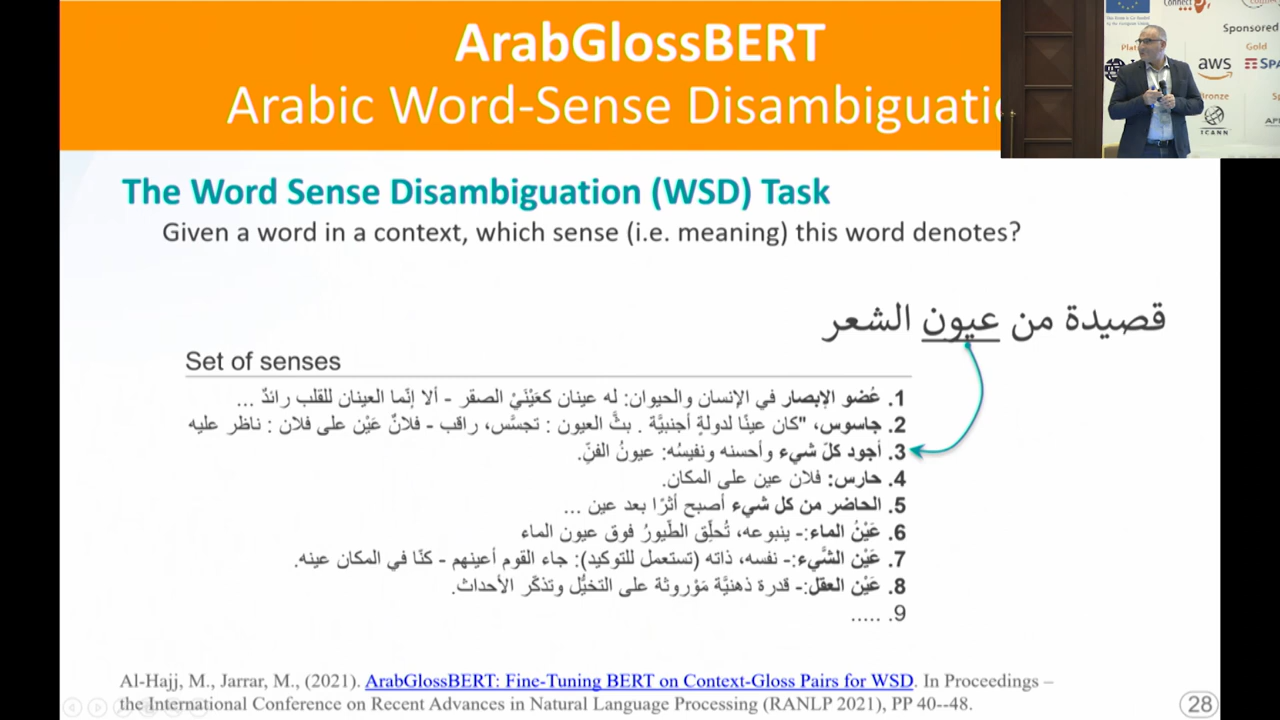 ArabGlossBERT
Arabic Word-Sense
The Word Sense Disambiguation (WSD) Task
Given a word in a context, which sense (i.e. meaning) this word denotes?
قصيدة من عيون الشعر
Set of senses
1. عُضو الإبصار في الإنسان والحيوان: له عينان كعَيْنَيْ الصقر - ألا إنّما العينان للقلب رائدٌ ...
2. جاسوس، "كان عينًا لدولةٍ أجنبيَّة . بثَّ العيون : تجسَّس، راقب - فلانٌ عَيْن على فلان : ناظر عليه
3. أجود كلّ شيء وأحسنه ونفيسُه: عيونُ الفنّ.
4. حارس: فلان عين على المكان.
5. الحاضر من كل شيء أصبح أثرًا بعد عين ...
6. عَيْنُ الماء:- ينبوعه، تُحلِّق الطُّيورُ فوق عيون الماء
7. عَيْن الشَّيء:- نفسه، ذاته (تستعمل للتوكيد): جاء القوم أعينهم - كنّا في المكان عينه.
8. عَيْن العقل:- قدرة ذهنيَّة مَوْروثة على التخيُّل وتذكّر الأحداث.
9. .....
Al-Hajj, M., Jarrar, M., (2021). ArabGlossBERT: Fine-Tuning BERT on Context-Gloss Pairs for WSD. In Proceedings –
the International Conference on Recent Advances in Natural Language Processing (RANLP 2021), PP 40--48.
28
Connect
Sponsored
Gold
aws
ICANN